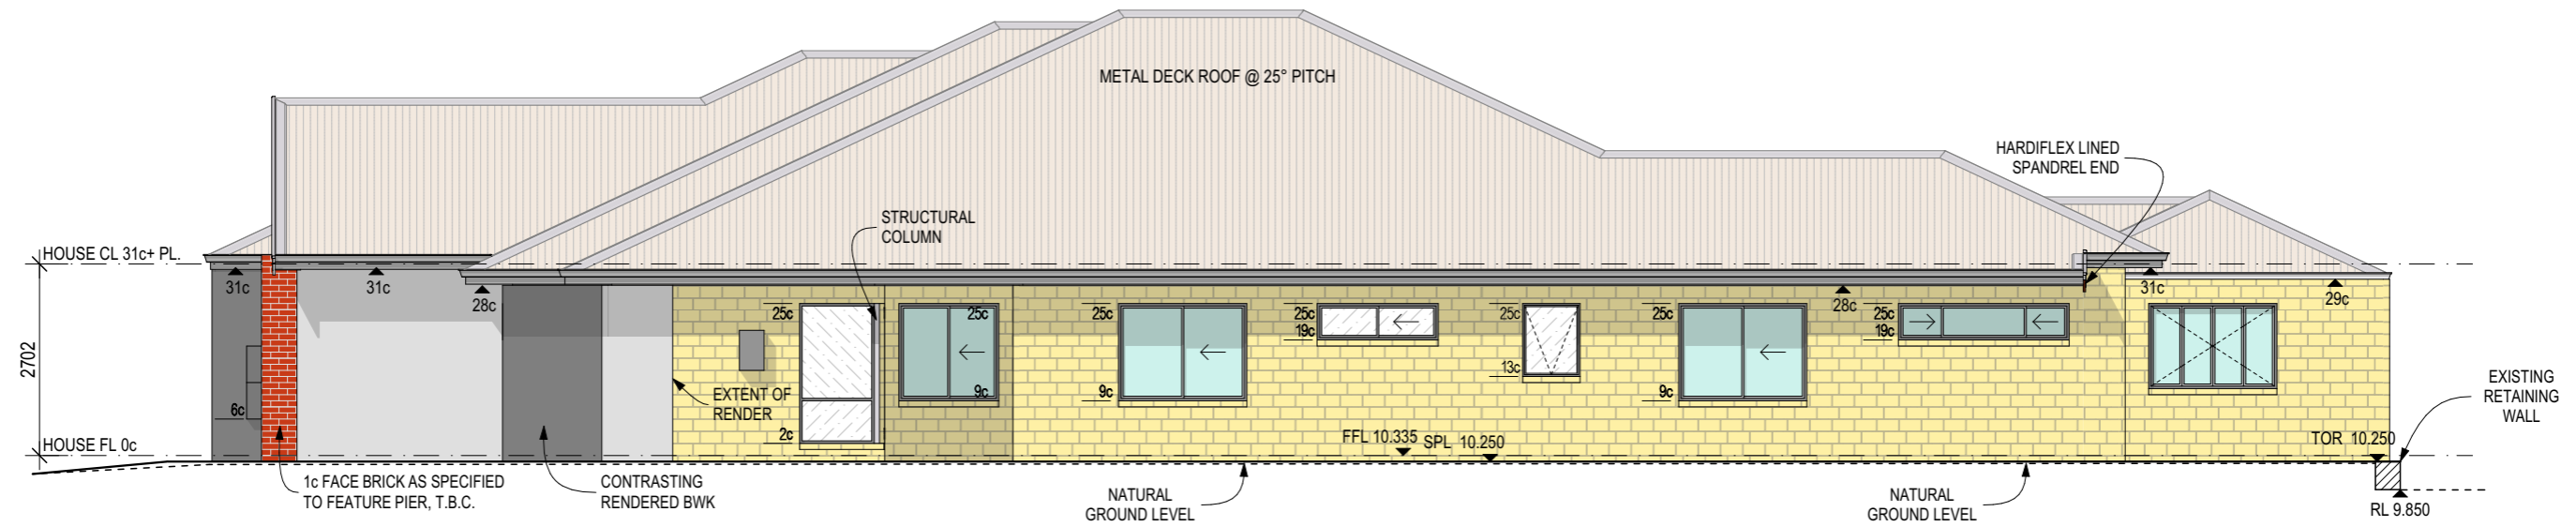 METAL DECK ROOF @ 25° PITCH
HARDIFLEX LINED
SPANDREL END
STRUCTURAL
COLUMN
HOUSE CL 31c+ PL.
31c
31c
28c
28c
31c
29c
2702
25c
25c
25c
25c
19c
25c
25c
25c
19c
13c
9c
9c
9c
6c
2c
EXTENT OF
RENDER
EXISTING
RETAINING
WALL
HOUSE FL 0c
FFL 10.335
SPL 10.250
TOR 10.250
1c FACE BRICK AS SPECIFIED
TO FEATURE PIER, T.B.C.
CONTRASTING
RENDERED BWK
NATURAL
GROUND LEVEL
NATURAL
GROUND LEVEL
RL 9.850